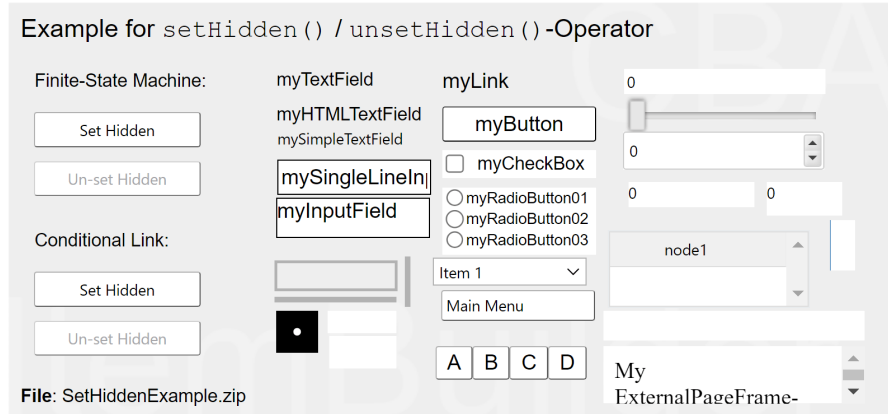 Example for setHidden() / unsetHidden()-Operator
Finite-State Machine:
Set Hidden
Un-set Hidden
Conditional Link:
Set Hidden
Un-set Hidden
File: SetHiddenExample.zip
myTextField
myHTMLTextField
mySimpleTextField
mySingleLineIn
myInputField
myLink
myButton
myCheckBox
myRadioButton01
myRadioButton02
myRadioButton03
Item 1
Main Menu
A B C D
0
0
0 0
node1
My
ExternalPageFrame-